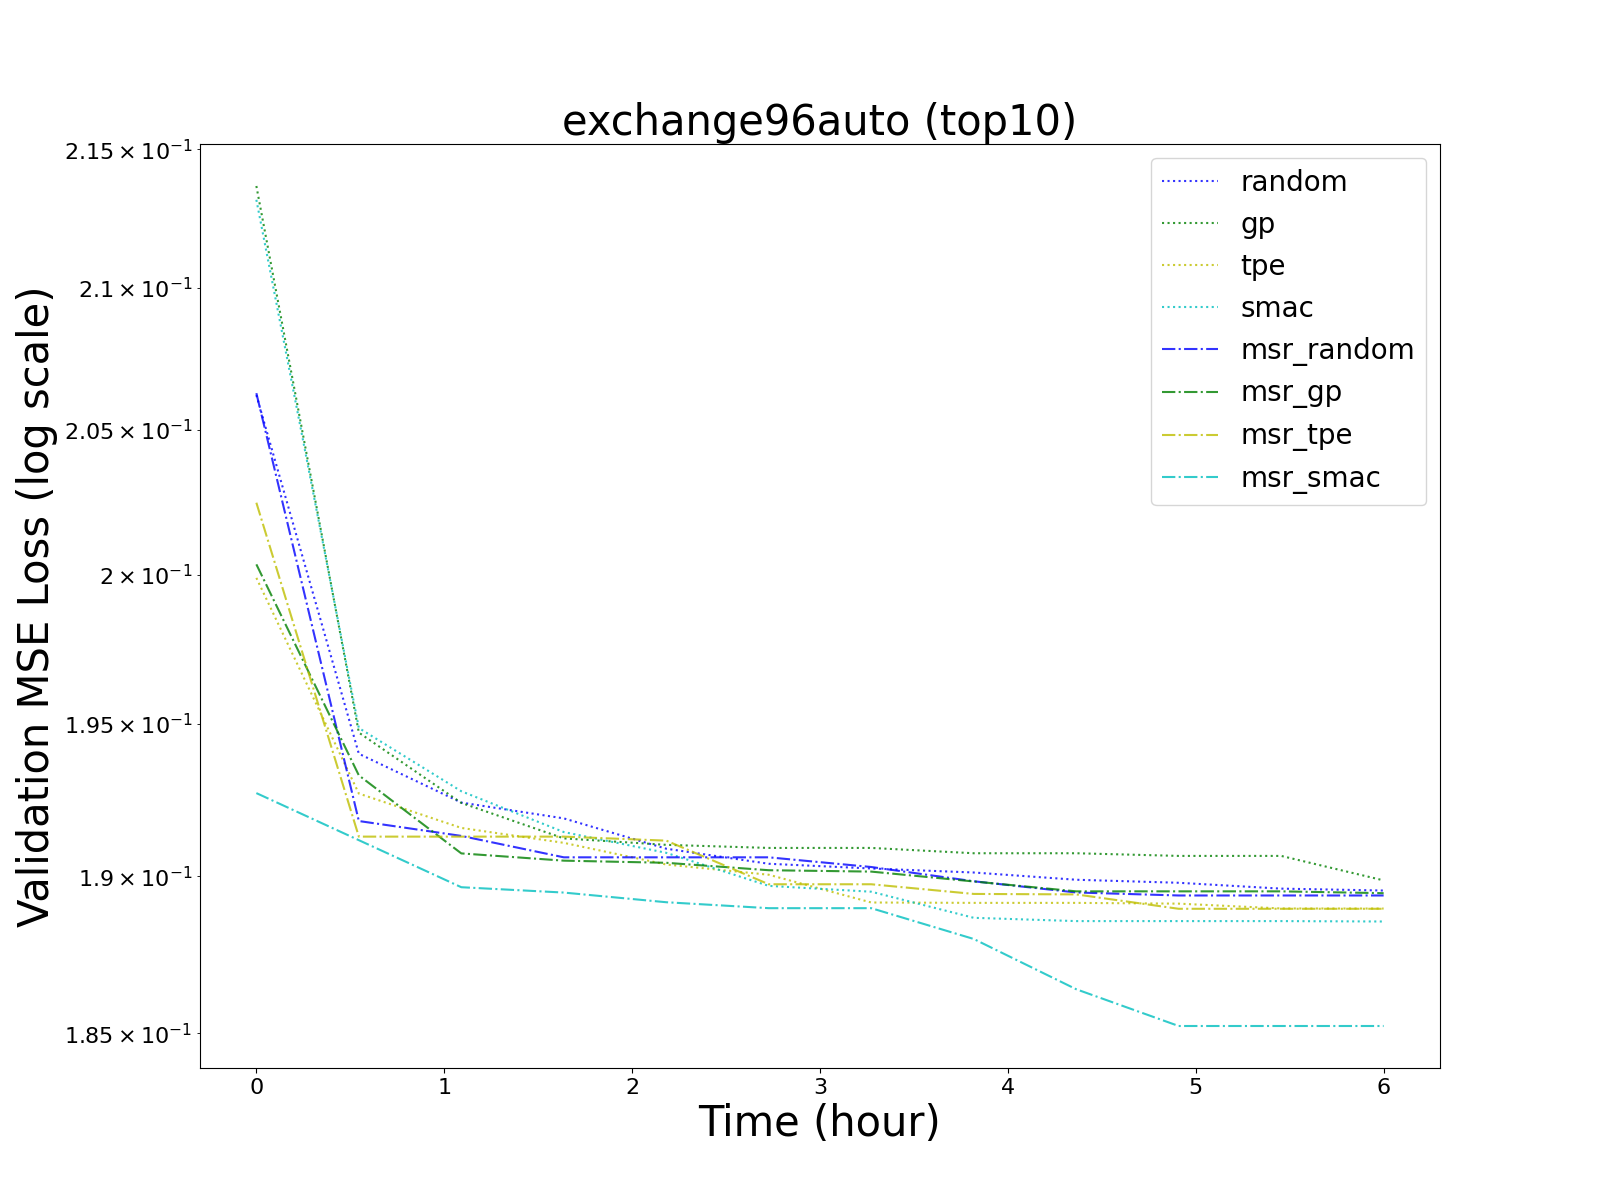 exchange96auto (top10)
2.15 × 10⁻¹
2.1 × 10⁻¹
2.05 × 10⁻¹
2 × 10⁻¹
1.95 × 10⁻¹
1.9 × 10⁻¹
1.85 × 10⁻¹
Validation MSE Loss (log scale)
random
gp
tpe
smac
msr_random
msr_gp
msr_tpe
msr_smac
0 1 2 3 4 5 6
Time (hour)